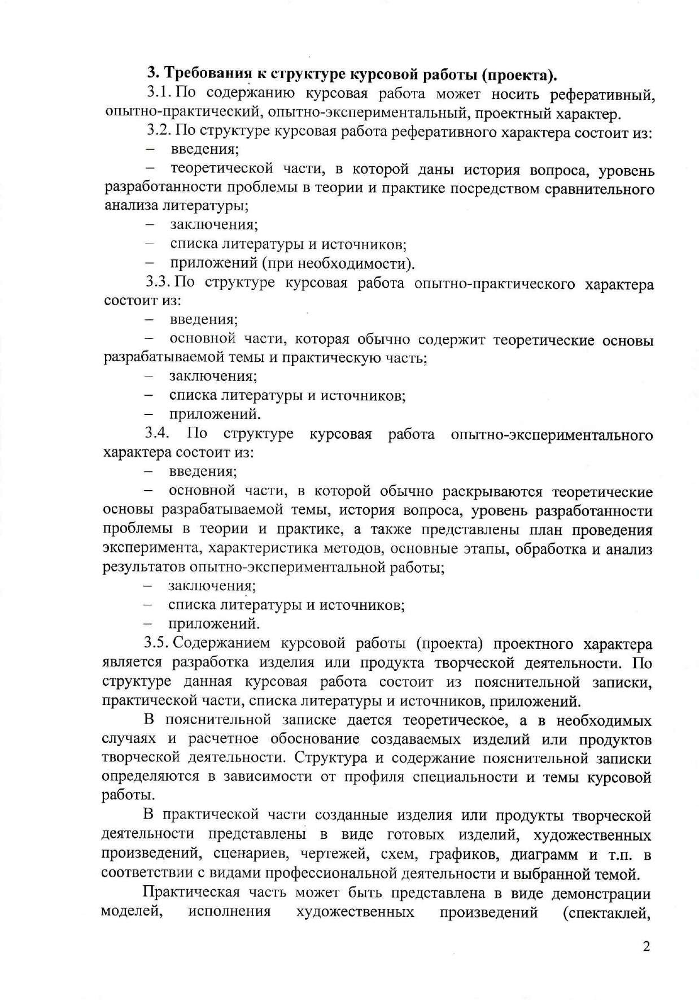 3. Требования к структуре курсовой работы (проекта).
3.1. По содержанию курсовая работа может носить реферативный,
опытно-практический, опытно-экспериментальный, проектный характер.
3.2. По структуре курсовая работа реферативного характера состоит из:
– введения;
– теоретической части, в которой даны история вопроса, уровень
разработанности проблемы в теории и практике посредством сравнительного
анализа литературы;
– заключения;
– списка литературы и источников;
– приложений (при необходимости).
3.3. По структуре курсовая работа опытно-практического характера
состоит из:
– введения;
– основной части, которая обычно содержит теоретические основы
разрабатываемой темы и практическую часть;
– заключения;
– списка литературы и источников;
– приложений.
3.4. По структуре курсовая работа опытно-экспериментального
характера состоит из:
– введения;
– основной части, в которой обычно раскрываются теоретические
основы разрабатываемой темы, история вопроса, уровень разработанности
проблемы в теории и практике, а также представлены план проведения
эксперимента, характеристика методов, основные этапы, обработка и анализ
результатов опытно-экспериментальной работы;
– заключения;
– списка литературы и источников;
– приложений.
3.5. Содержанием курсовой работы (проекта) проектного характера
является разработка изделия или продукта творческой деятельности. По
структуре данная курсовая работа состоит из пояснительной записки,
практической части, списка литературы и источников, приложений.
В пояснительной записке дается теоретическое, а в необходимых
случаях и расчетное обоснование создаваемых изделий или продуктов
творческой деятельности. Структура и содержание пояснительной записки
определяются в зависимости от профиля специальности и темы курсовой
работы.
В практической части созданные изделия или продукты творческой
деятельности представлены в виде готовых изделий, художественных
произведений, сценариев, чертежей, схем, графиков, диаграмм и т.п. в
соответствии с видами профессиональной деятельности и выбранной темой.
Практическая часть может быть представлена в виде демонстрации
моделей, исполнения художественных произведений (спектаклей,
2